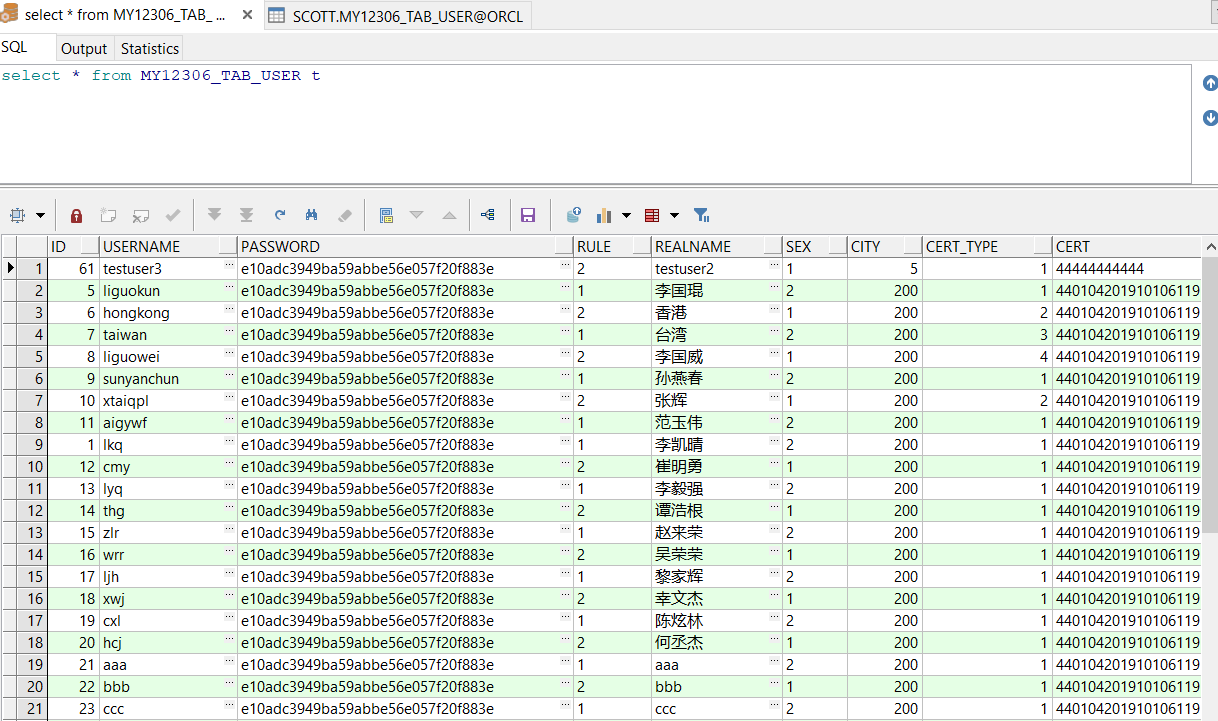 select * from MY12306_TAB_ ... SCOTT.MY12306_TAB_USER@ORCL
SQL Output Statistics
select * from MY12306_TAB_USER t
ID USERNAME PASSWORD RULE REALNAME SEX CITY CERT_TYPE CERT
1 61 testuser3 ... e10adc3949ba59abbe56e057f20f883e ... 2 testuser2 ... 1 5 1 44444444444
2 5 liguokun ... e10adc3949ba59abbe56e057f20f883e ... 1 李国琨 ... 2 200 1 440104201910106119
3 6 hongkong ... e10adc3949ba59abbe56e057f20f883e ... 2 香港 ... 1 200 2 440104201910106119
4 7 taiwan ... e10adc3949ba59abbe56e057f20f883e ... 1 台湾 ... 2 200 3 440104201910106119
5 8 liguowei ... e10adc3949ba59abbe56e057f20f883e ... 2 李国威 ... 1 200 4 440104201910106119
6 9 sunyanchun ... e10adc3949ba59abbe56e057f20f883e ... 1 孙燕春 ... 2 200 1 440104201910106119
7 10 xtaiqpl ... e10adc3949ba59abbe56e057f20f883e ... 2 张辉 ... 1 200 2 440104201910106119
8 11 aigywf ... e10adc3949ba59abbe56e057f20f883e ... 1 范玉伟 ... 2 200 1 440104201910106119
9 1 lkq ... e10adc3949ba59abbe56e057f20f883e ... 1 李凯晴 ... 2 200 1 440104201910106119
10 12 cmy ... e10adc3949ba59abbe56e057f20f883e ... 2 崔明勇 ... 1 200 1 440104201910106119
11 13 lyq ... e10adc3949ba59abbe56e057f20f883e ... 1 李毅强 ... 2 200 1 440104201910106119
12 14 thg ... e10adc3949ba59abbe56e057f20f883e ... 2 谭浩根 ... 1 200 1 440104201910106119
13 15 zlr ... e10adc3949ba59abbe56e057f20f883e ... 1 赵来荣 ... 2 200 1 440104201910106119
14 16 wrr ... e10adc3949ba59abbe56e057f20f883e ... 2 吴荣荣 ... 1 200 1 440104201910106119
15 17 ljh ... e10adc3949ba59abbe56e057f20f883e ... 1 黎家辉 ... 2 200 1 440104201910106119
16 18 xwj ... e10adc3949ba59abbe56e057f20f883e ... 2 幸文杰 ... 1 200 1 440104201910106119
17 19 cxl ... e10adc3949ba59abbe56e057f20f883e ... 1 陈炫林 ... 2 200 1 440104201910106119
18 20 hcj ... e10adc3949ba59abbe56e057f20f883e ... 2 何丞杰 ... 1 200 1 440104201910106119
19 21 aaa ... e10adc3949ba59abbe56e057f20f883e ... 1 aaa ... 2 200 1 440104201910106119
20 22 bbb ... e10adc3949ba59abbe56e057f20f883e ... 2 bbb ... 1 200 1 440104201910106119
21 23 ccc ... e10adc3949ba59abbe56e057f20f883e ... 1 ccc ... 2 200 1 440104201910106119